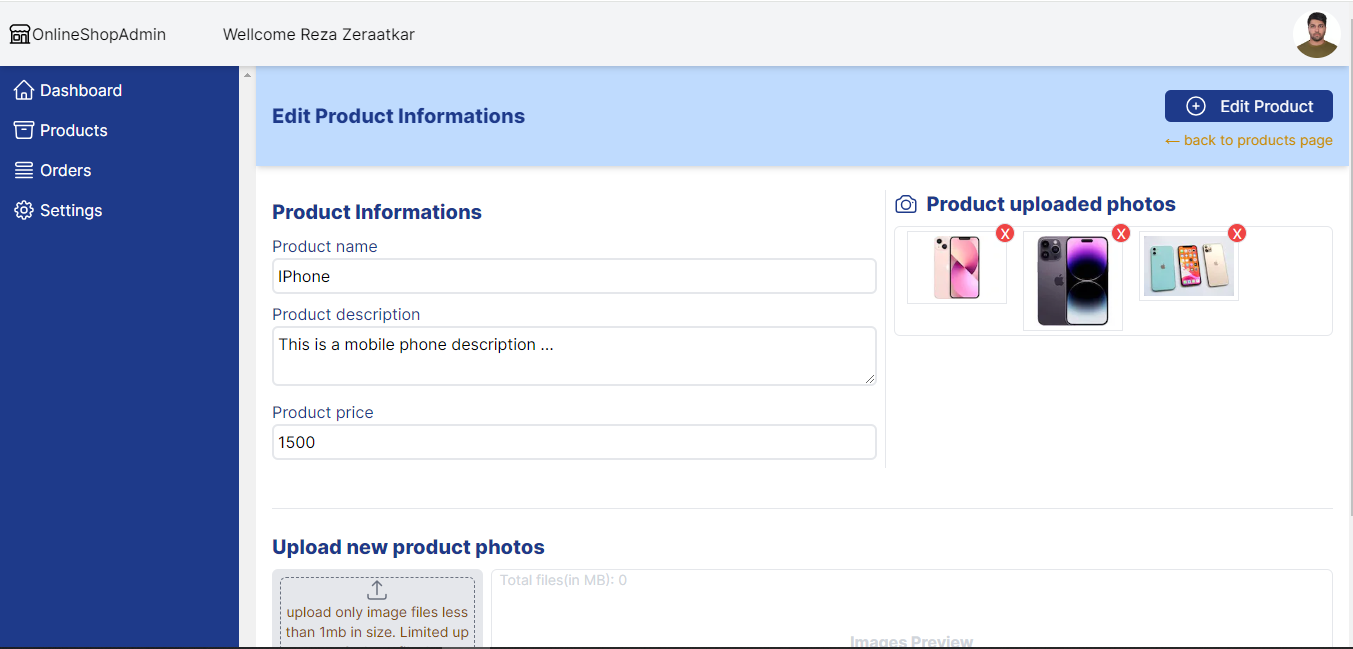 OnlineShopAdmin
Wellcome Reza Zeraatkar
Dashboard
Products
Orders
Settings
Edit Product Informations
Edit Product
← back to products page
Product Informations
Product name
IPhone
Product description
This is a mobile phone description ...
Product price
1500
Product uploaded photos
X
X
X
Upload new product photos
upload only image files less
than 1mb in size. Limited up
Total files(in MB): 0
Images Preview